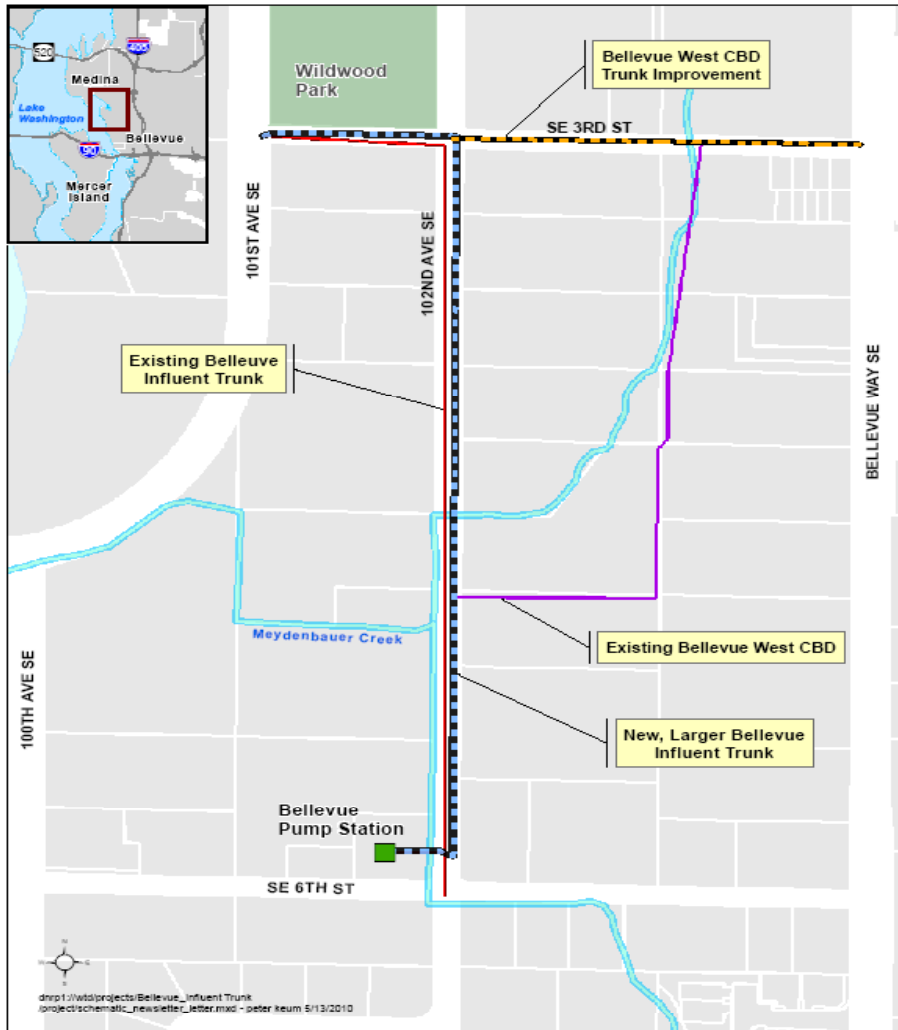 520
405
Medina
Lake
Washington
Bellevue
90
Mercer
Island
Wildwood
Park
Bellevue West CBD
Trunk Improvement
SE 3RD ST
101ST AVE SE
102ND AVE SE
Existing Belleuve
Influent Trunk
BELLEVUE WAY SE
Meydenbauer Creek
Existing Bellevue West CBD
100TH AVE SE
New, Larger Bellevue
Influent Trunk
Bellevue
Pump Station
SE 6TH ST
N
W
E
S
dnrp1://wtd/projects/Bellevue_Influent Trunk
/project/schematic_newsletter_letter.mxd - peter keum 5/13/2010